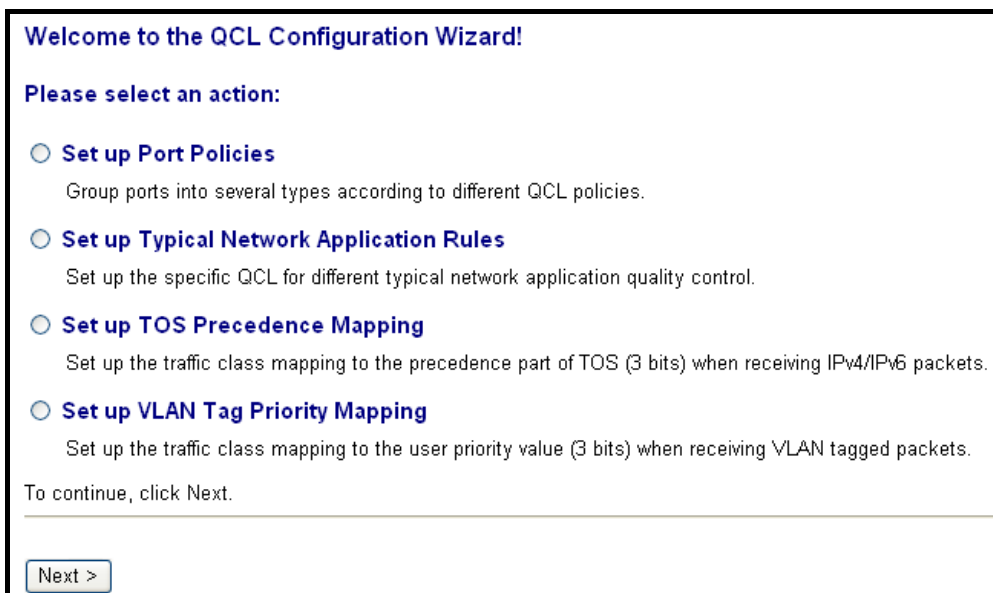 Welcome to the QCL Configuration Wizard!
Please select an action:
Set up Port Policies
Group ports into several types according to different QCL policies.
Set up Typical Network Application Rules
Set up the specific QCL for different typical network application quality control.
Set up TOS Precedence Mapping
Set up the traffic class mapping to the precedence part of TOS (3 bits) when receiving IPv4/IPv6 packets.
Set up VLAN Tag Priority Mapping
Set up the traffic class mapping to the user priority value (3 bits) when receiving VLAN tagged packets.
To continue, click Next.
Next >